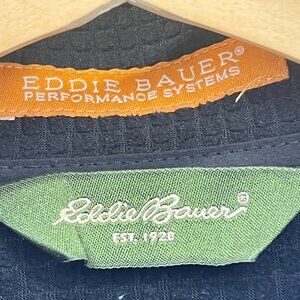 EDDIE BAUER®
PERFORMANCE SYSTEMS
Eddie Bauer®
EST. 1920